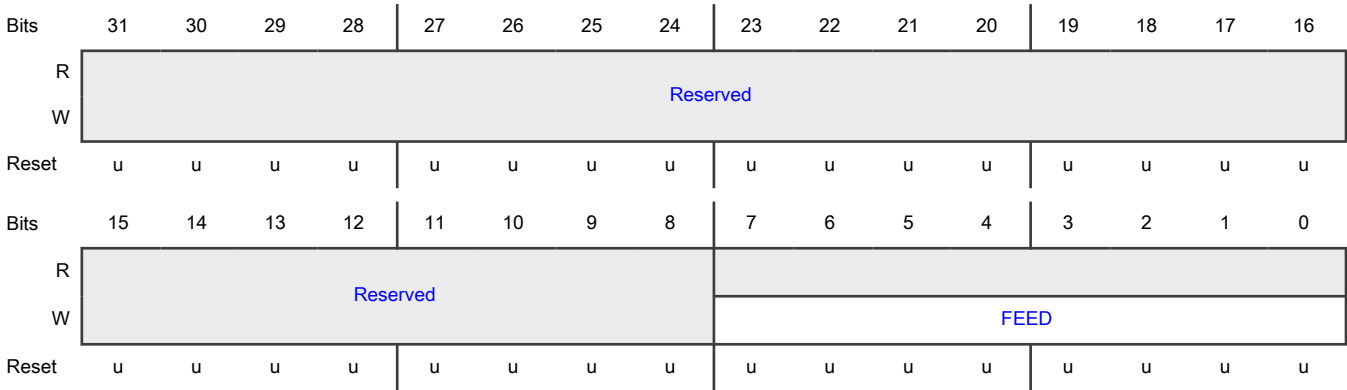 Bits 31 30 29 28 27 26 25 24 23 22 21 20 19 18 17 16
R
Reserved
W
Reset u u u u u u u u u u u u u u u u
Bits 15 14 13 12 11 10 9 8 7 6 5 4 3 2 1 0
R
Reserved
W FEED
Reset u u u u u u u u u u u u u u u u